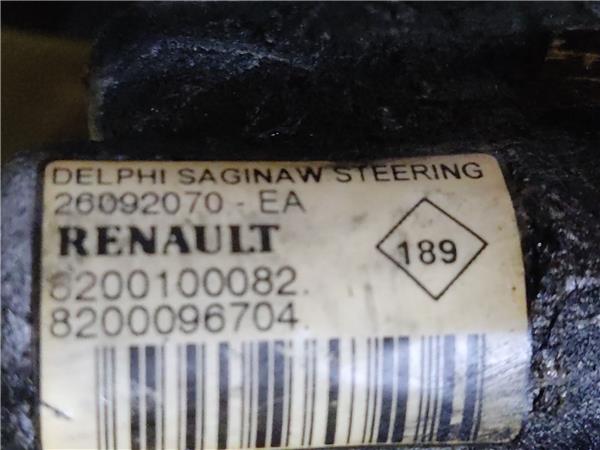 DELPHI SAGINAW STEERING
26092070 - EA
RENAULT
189
8200100082.
8200096704.